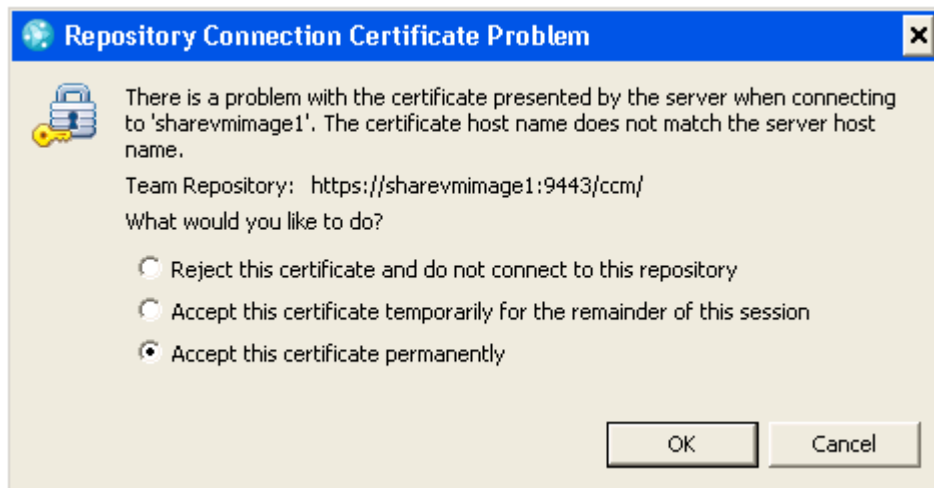 Repository Connection Certificate Problem
There is a problem with the certificate presented by the server when connecting
to 'sharevmimage1'. The certificate host name does not match the server host
name.
Team Repository: https://sharevmimage1:9443/ccm/
What would you like to do?
Reject this certificate and do not connect to this repository
Accept this certificate temporarily for the remainder of this session
Accept this certificate permanently
OK Cancel